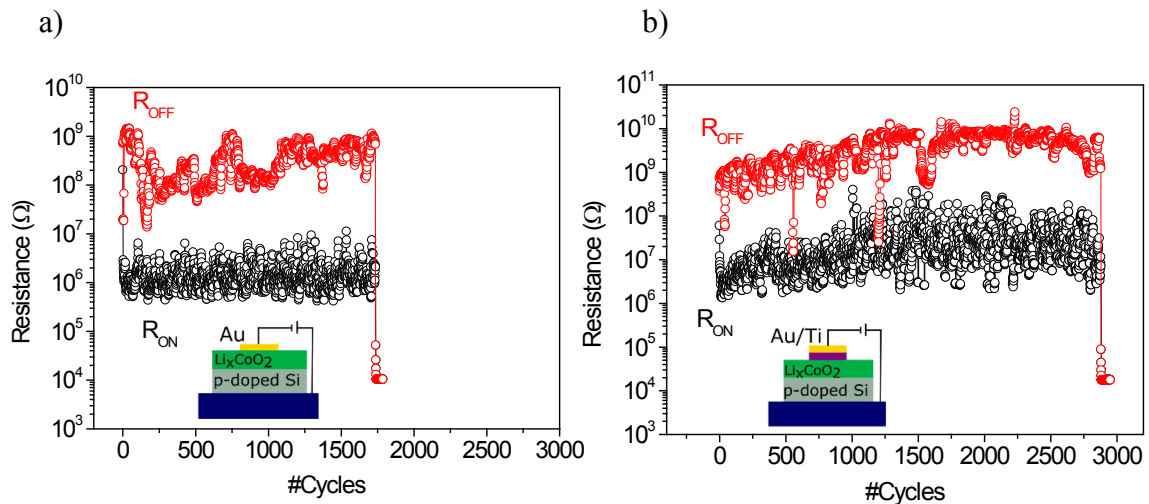 a)
10^10
10^9
10^8
10^7
10^6
10^5
10^4
10^3
Resistance (Ω)
R_OFF
R_ON
Au
Li_xCoO_2
p-doped Si
0 500 1000 1500 2000 2500 3000
#Cycles
b)
10^11
10^10
10^9
10^8
10^7
10^6
10^5
10^4
10^3
Resistance (Ω)
R_OFF
R_ON
Au/Ti
Li_xCoO_2
p-doped Si
0 500 1000 1500 2000 2500 3000
#Cycles